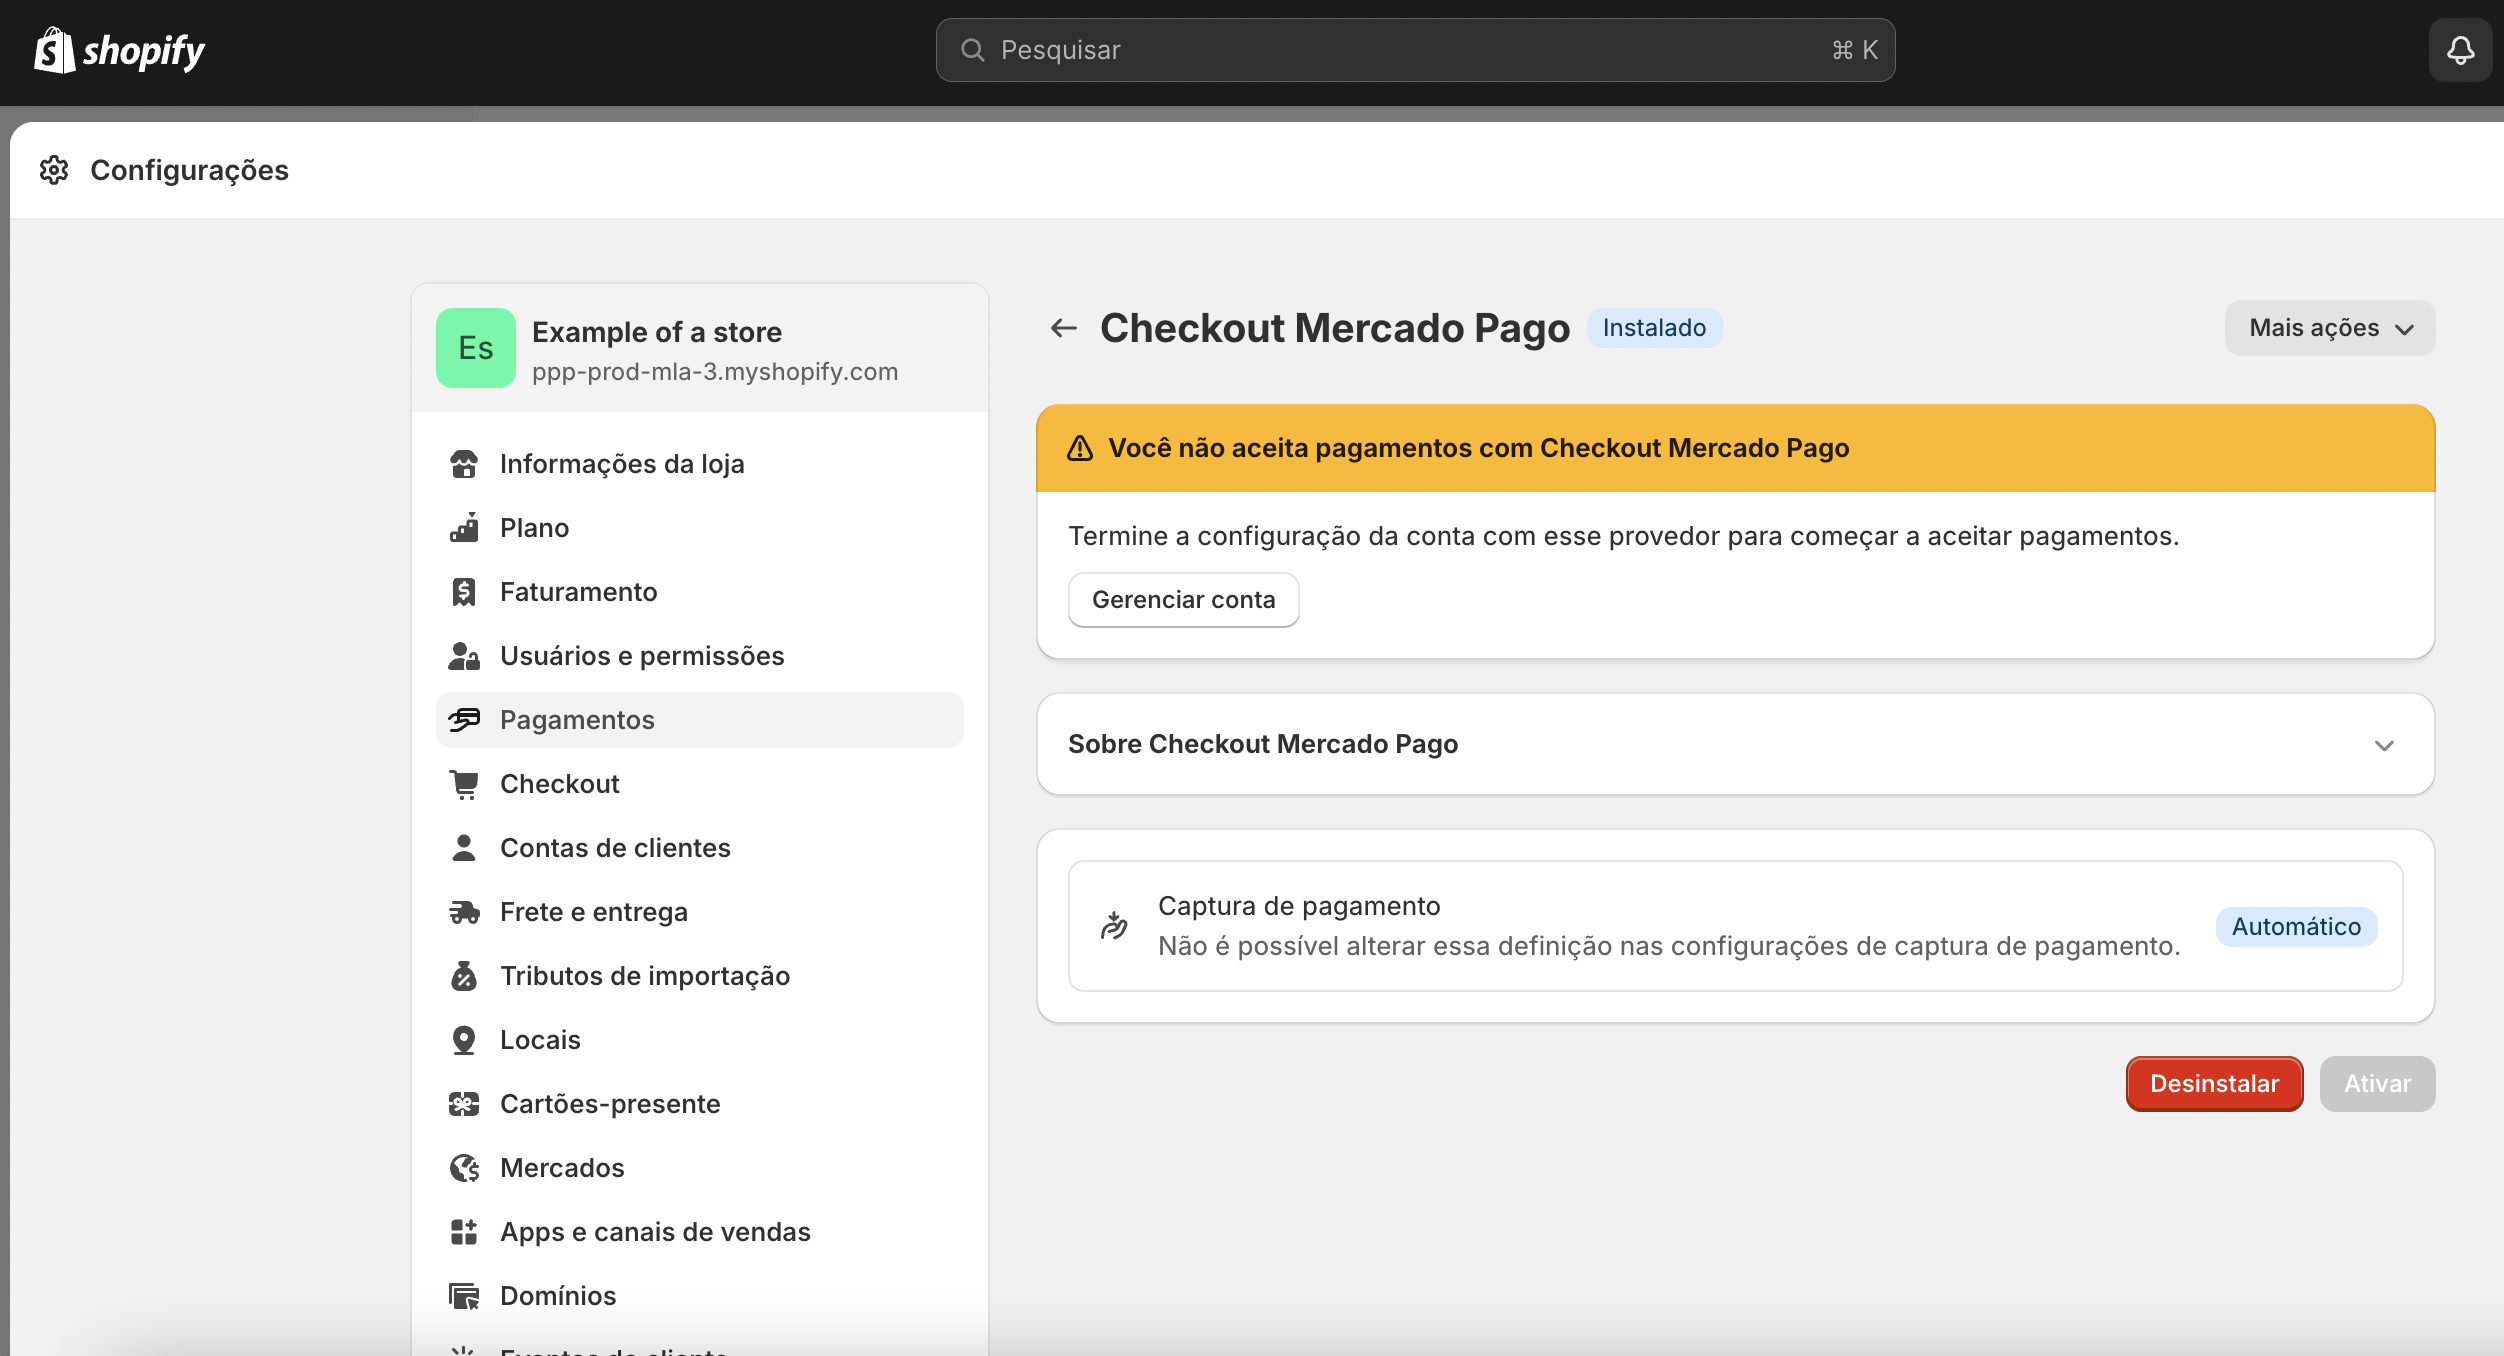 shopify
Pesquisar
⌘ K
Configurações
Es
Example of a store
ppp-prod-mla-3.myshopify.com
Informações da loja
Plano
Faturamento
Usuários e permissões
Pagamentos
Checkout
Contas de clientes
Frete e entrega
Tributos de importação
Locais
Cartões-presente
Mercados
Apps e canais de vendas
Domínios
Checkout Mercado Pago
Instalado
Mais ações
Você não aceita pagamentos com Checkout Mercado Pago
Termine a configuração da conta com esse provedor para começar a aceitar pagamentos.
Gerenciar conta
Sobre Checkout Mercado Pago
Captura de pagamento
Não é possível alterar essa definição nas configurações de captura de pagamento.
Automático
Desinstalar
Ativar